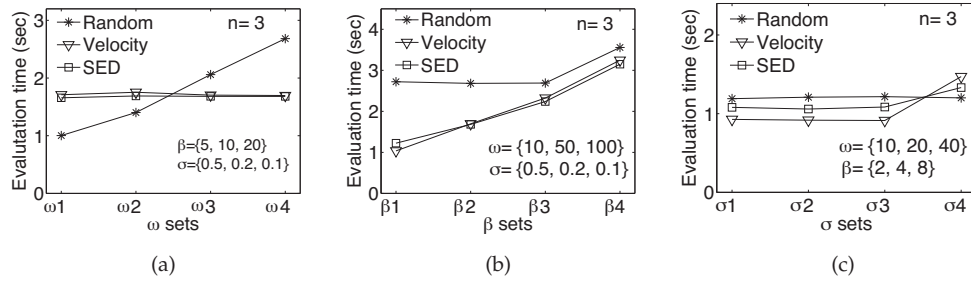 3
2
1
0
Evalutation time (sec)
Random
Velocity
SED
n= 3
β={5, 10, 20}
σ={0.5, 0.2, 0.1}
ω1 ω2 ω3 ω4
ω sets
(a)
4
3
2
1
0
Evaluation time (sec)
Random
Velocity
SED
n= 3
ω= {10, 50, 100}
σ= {0.5, 0.2, 0.1}
β1 β2 β3 β4
β sets
(b)
2
1
0
Evaluation time (sec)
Random
Velocity
SED
n= 3
ω= {10, 20, 40}
β= {2, 4, 8}
σ1 σ2 σ3 σ4
σ sets
(c)